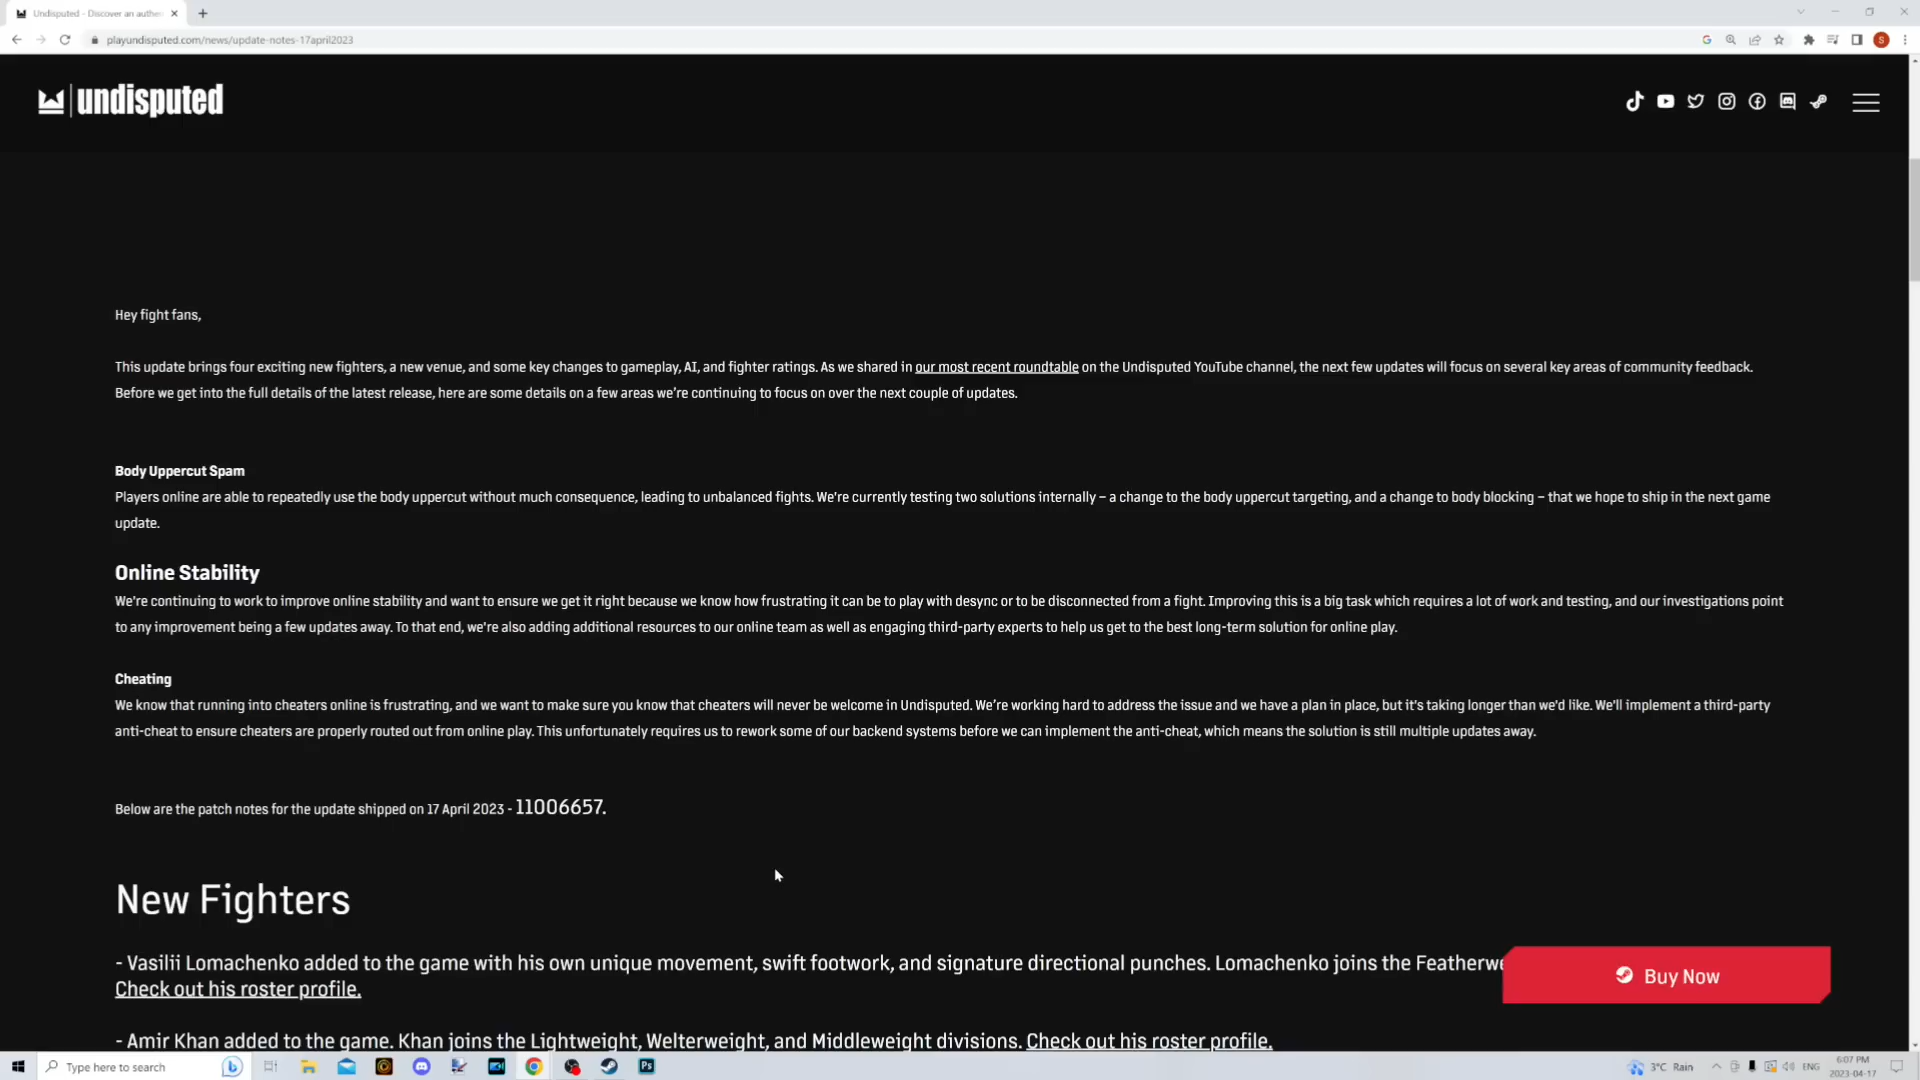 Undisputed - Discover an authen
playundisputed.com/news/update-notes-17april2023
S
undisputed
Hey fight fans,
This update brings four exciting new fighters, a new venue, and some key changes to gameplay, AI, and fighter ratings. As we shared in our most recent roundtable on the Undisputed YouTube channel, the next few updates will focus on several key areas of community feedback.
Before we get into the full details of the latest release, here are some details on a few areas we're continuing to focus on over the next couple of updates.
Body Uppercut Spam
Players online are able to repeatedly use the body uppercut without much consequence, leading to unbalanced fights. We're currently testing two solutions internally – a change to the body uppercut targeting, and a change to body blocking – that we hope to ship in the next game
update.
Online Stability
We're continuing to work to improve online stability and want to ensure we get it right because we know how frustrating it can be to play with desync or to be disconnected from a fight. Improving this is a big task which requires a lot of work and testing, and our investigations point
to any improvement being a few updates away. To that end, we're also adding additional resources to our online team as well as engaging third-party experts to help us get to the best long-term solution for online play.
Cheating
We know that running into cheaters online is frustrating, and we want to make sure you know that cheaters will never be welcome in Undisputed. We're working hard to address the issue and we have a plan in place, but it's taking longer than we'd like. We'll implement a third-party
anti-cheat to ensure cheaters are properly routed out from online play. This unfortunately requires us to rework some of our backend systems before we can implement the anti-cheat, which means the solution is still multiple updates away.
Below are the patch notes for the update shipped on 17 April 2023 - 11006657.
New Fighters
- Vasilii Lomachenko added to the game with his own unique movement, swift footwork, and signature directional punches. Lomachenko joins the Featherwe
Check out his roster profile.
Buy Now
- Amir Khan added to the game. Khan joins the Lightweight, Welterweight, and Middleweight divisions. Check out his roster profile.
Type here to search
Ps
3°C Rain
ENG
6:07 PM
2023-04-17